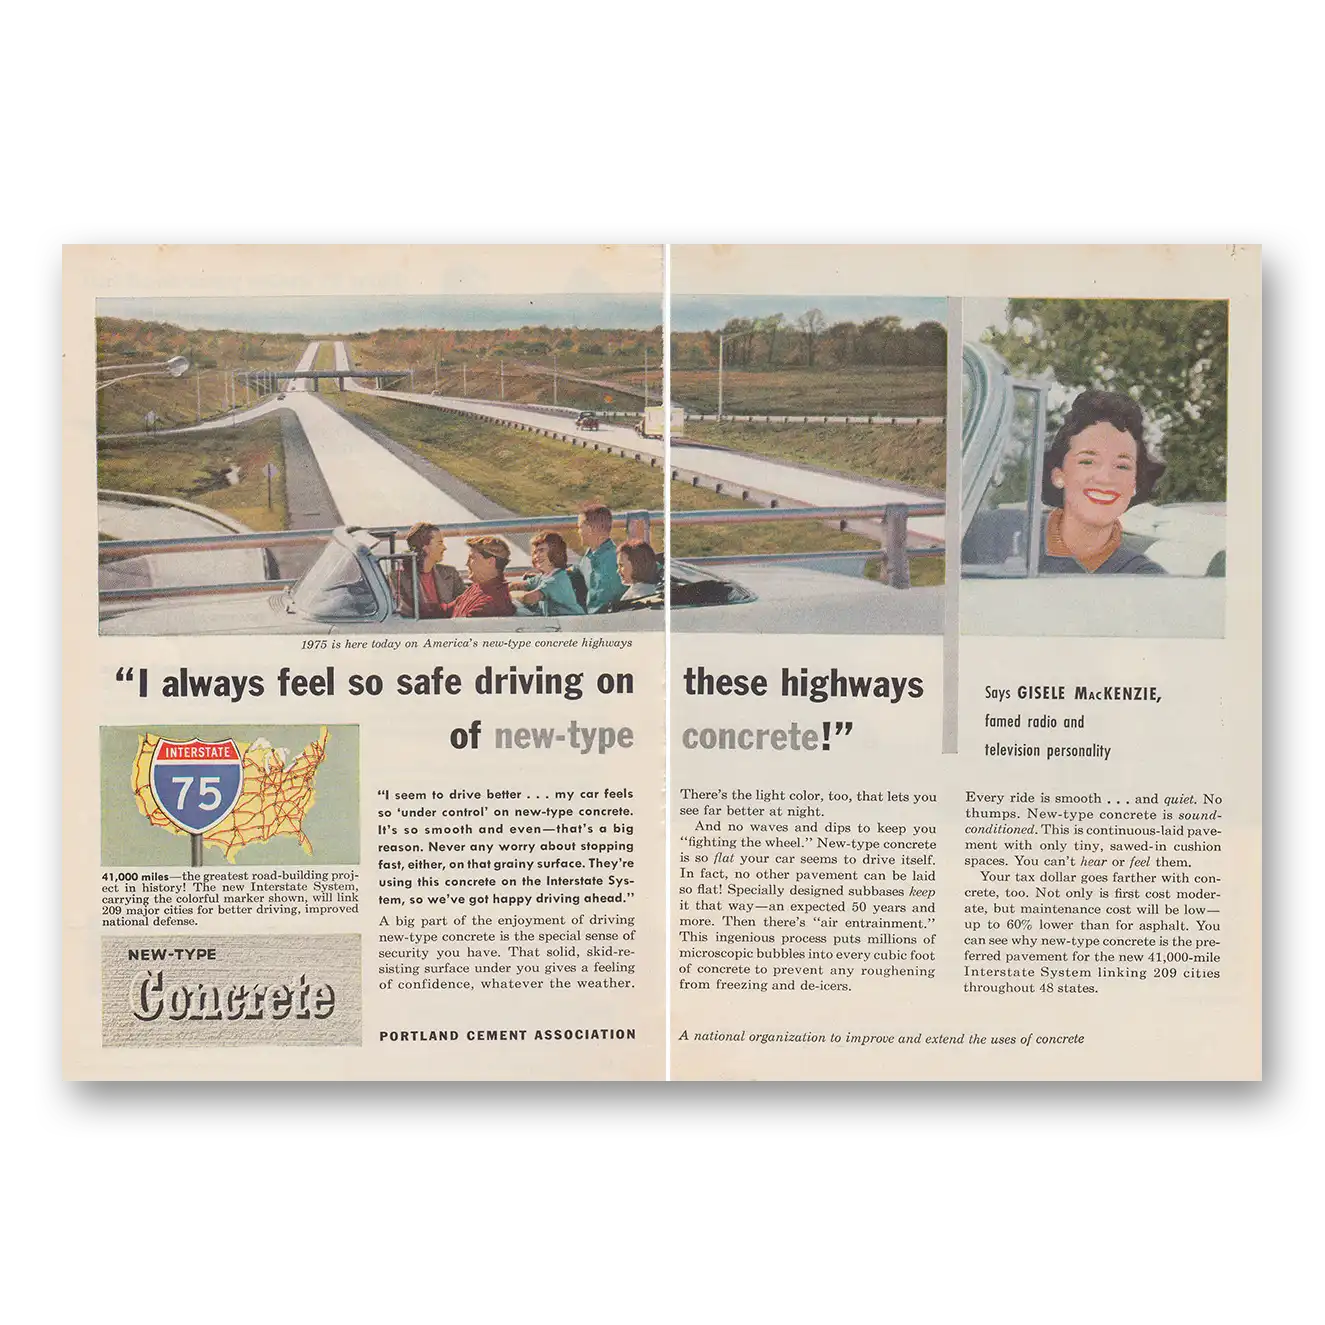 1975 is here today on America's new-type concrete highways
"I always feel so safe driving on these highways
of new-type concrete!"
Says GISELE MacKENZIE,
famed radio and
television personality
INTERSTATE
75
41,000 miles—the greatest road-building proj-
ect in history! The new Interstate System,
carrying the colorful marker shown, will link
209 major cities for better driving, improved
national defense.
NEW-TYPE
Concrete
"I seem to drive better . . . my car feels
so 'under control' on new-type concrete.
It's so smooth and even—that's a big
reason. Never any worry about stopping
fast, either, on that grainy surface. They're
using this concrete on the Interstate Sys-
tem, so we've got happy driving ahead."
A big part of the enjoyment of driving
new-type concrete is the special sense of
security you have. That solid, skid-re-
sisting surface under you gives a feeling
of confidence, whatever the weather.
There's the light color, too, that lets you
see far better at night.
And no waves and dips to keep you
"fighting the wheel." New-type concrete
is so flat your car seems to drive itself.
In fact, no other pavement can be laid
so flat! Specially designed subbases keep
it that way—an expected 50 years and
more. Then there's "air entrainment."
This ingenious process puts millions of
microscopic bubbles into every cubic foot
of concrete to prevent any roughening
from freezing and de-icers.
Every ride is smooth . . . and quiet. No
thumps. New-type concrete is sound-
conditioned. This is continuous-laid pave-
ment with only tiny, sawed-in cushion
spaces. You can't hear or feel them.
Your tax dollar goes farther with con-
crete, too. Not only is first cost moder-
ate, but maintenance cost will be low—
up to 60% lower than for asphalt. You
can see why new-type concrete is the pre-
ferred pavement for the new 41,000-mile
Interstate System linking 209 cities
throughout 48 states.
PORTLAND CEMENT ASSOCIATION
A national organization to improve and extend the uses of concrete